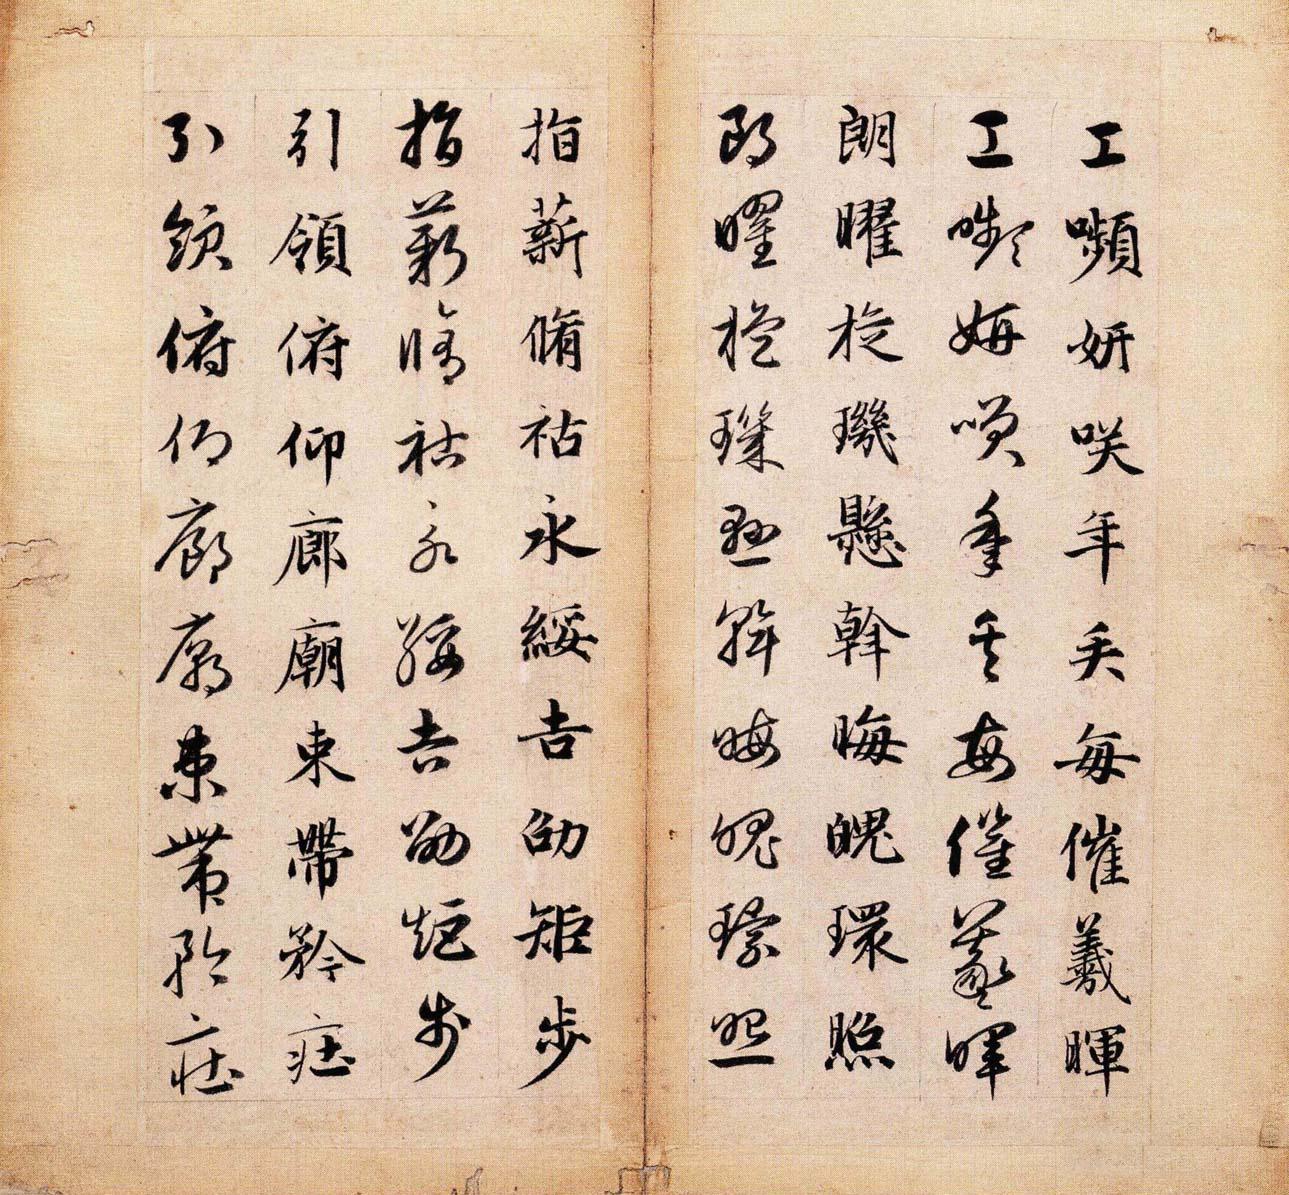 工嚬妍咲年矢每催羲暉
工嚬妍咲年矢每催羲暉
朗曜旋璣懸斡晦魄環照
朗曜旋璣懸斡晦魄環照
指薪脩祜永綏吉劭矩步
指薪脩祜永綏吉劭矩步
引領俯仰廊廟束帶矜莊
引領俯仰廊廟束帶矜莊